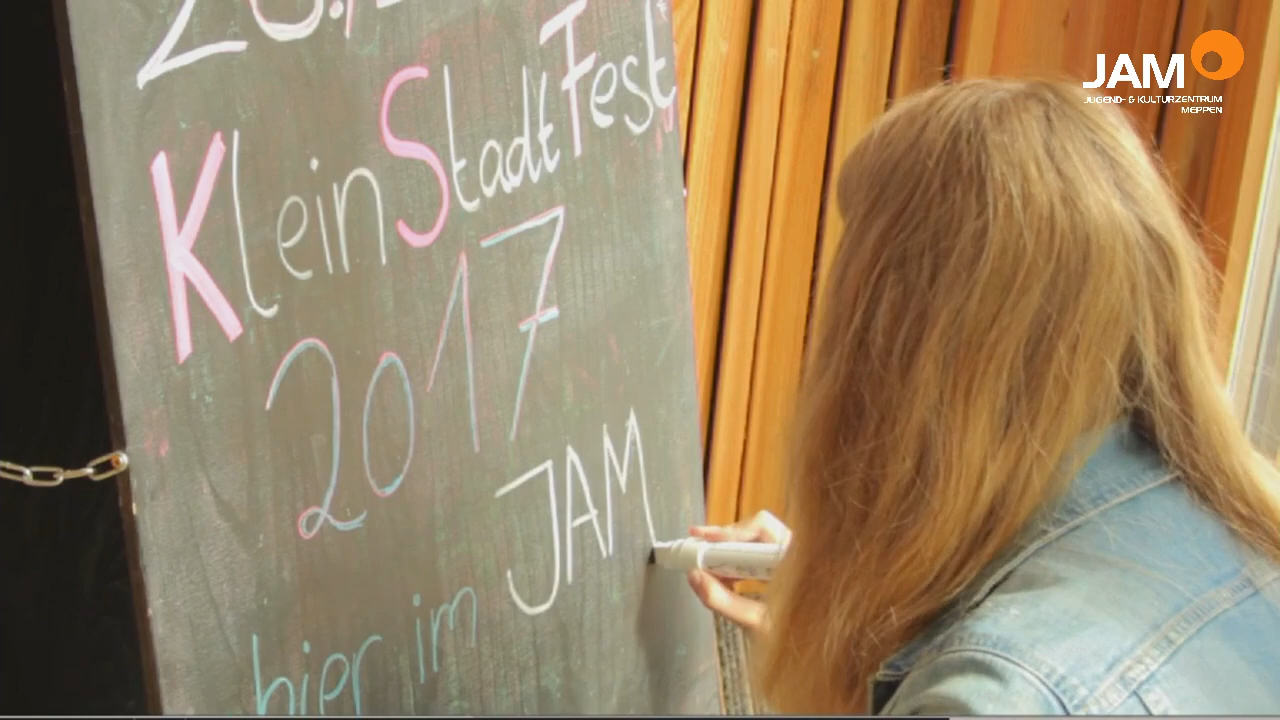 KleinStadtFest
2017
hier im JAM
JAM
JUGEND- & KULTURZENTRUM
MEPPEN